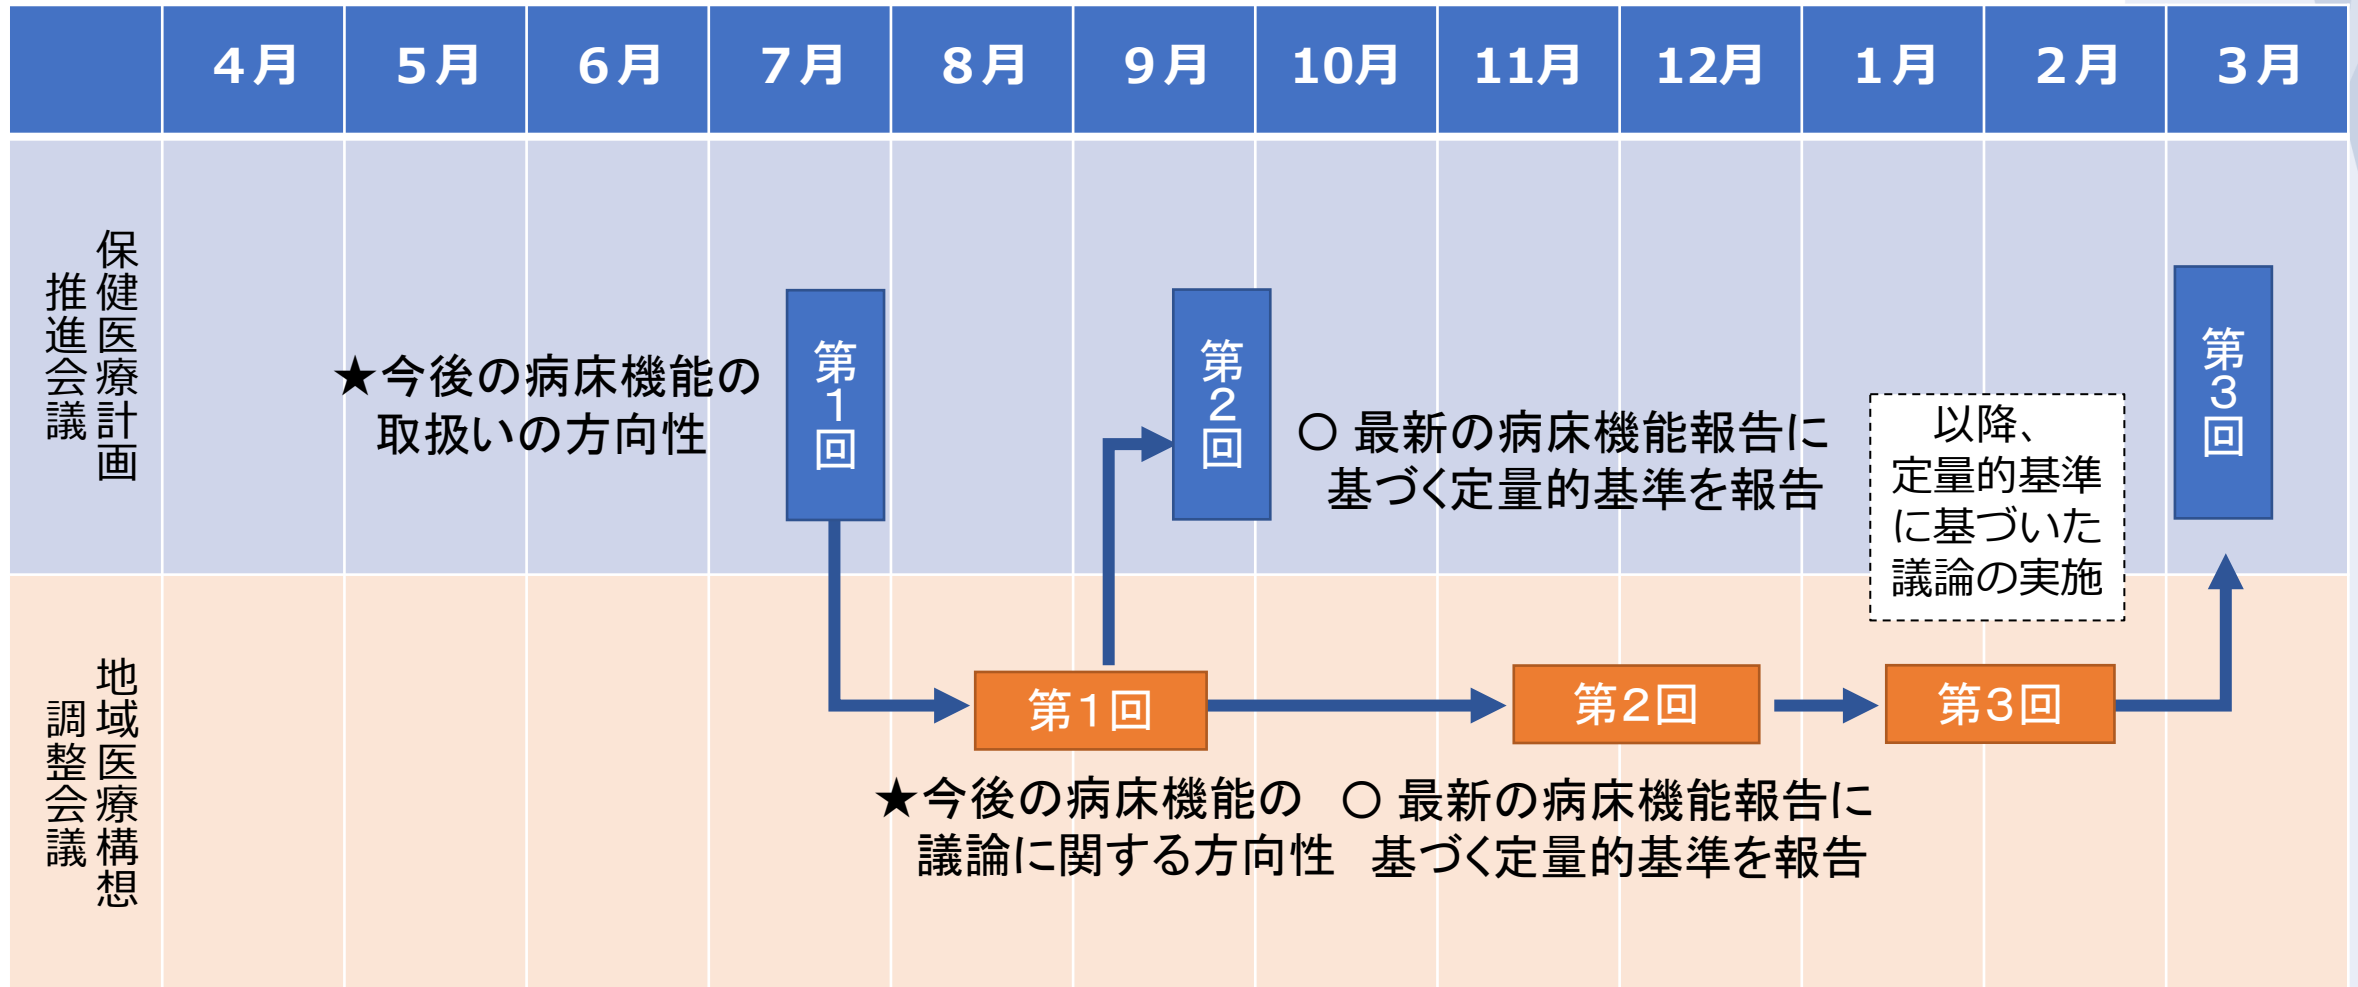 ４月
５月
６月
７月
８月
９月
10月
11月
12月
１月
２月
３月
保健医療計画
推進会議
★今後の病床機能の
取扱いの方向性
第１回
第２回
○ 最新の病床機能報告に
基づく定量的基準を報告
以降、
定量的基準
に基づいた
議論の実施
第３回
地域医療構想
調整会議
第１回
第２回
第３回
★今後の病床機能の
議論に関する方向性
○ 最新の病床機能報告に
基づく定量的基準を報告